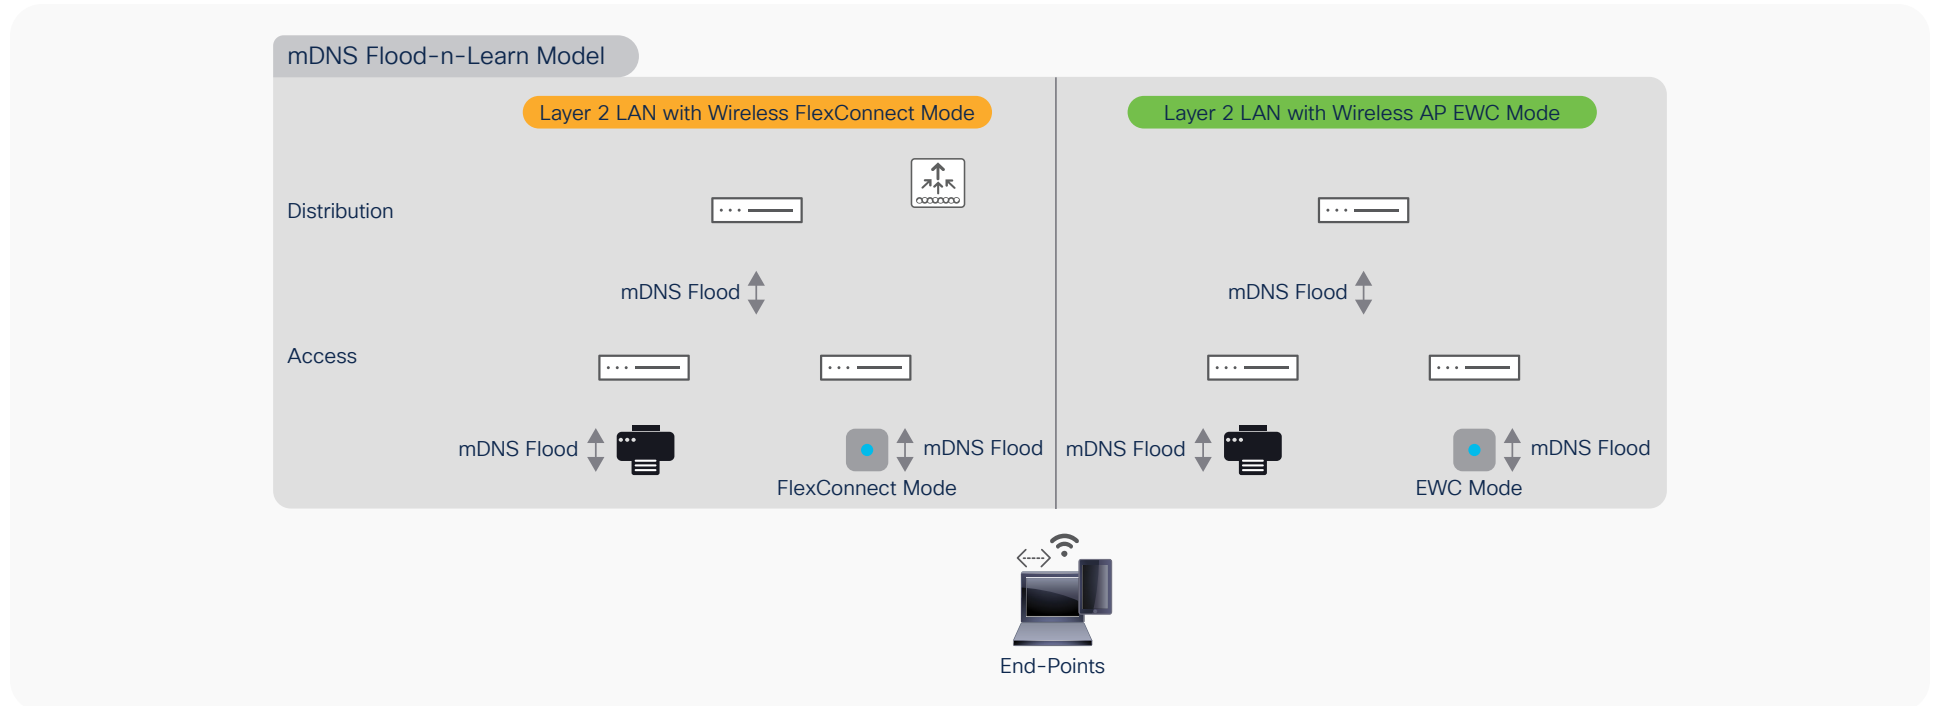 mDNS Flood-n-Learn Model
Layer 2 LAN with Wireless FlexConnect Mode
Layer 2 LAN with Wireless AP EWC Mode
Distribution
mDNS Flood
mDNS Flood
Access
mDNS Flood
mDNS Flood
mDNS Flood
mDNS Flood
FlexConnect Mode
EWC Mode
End-Points